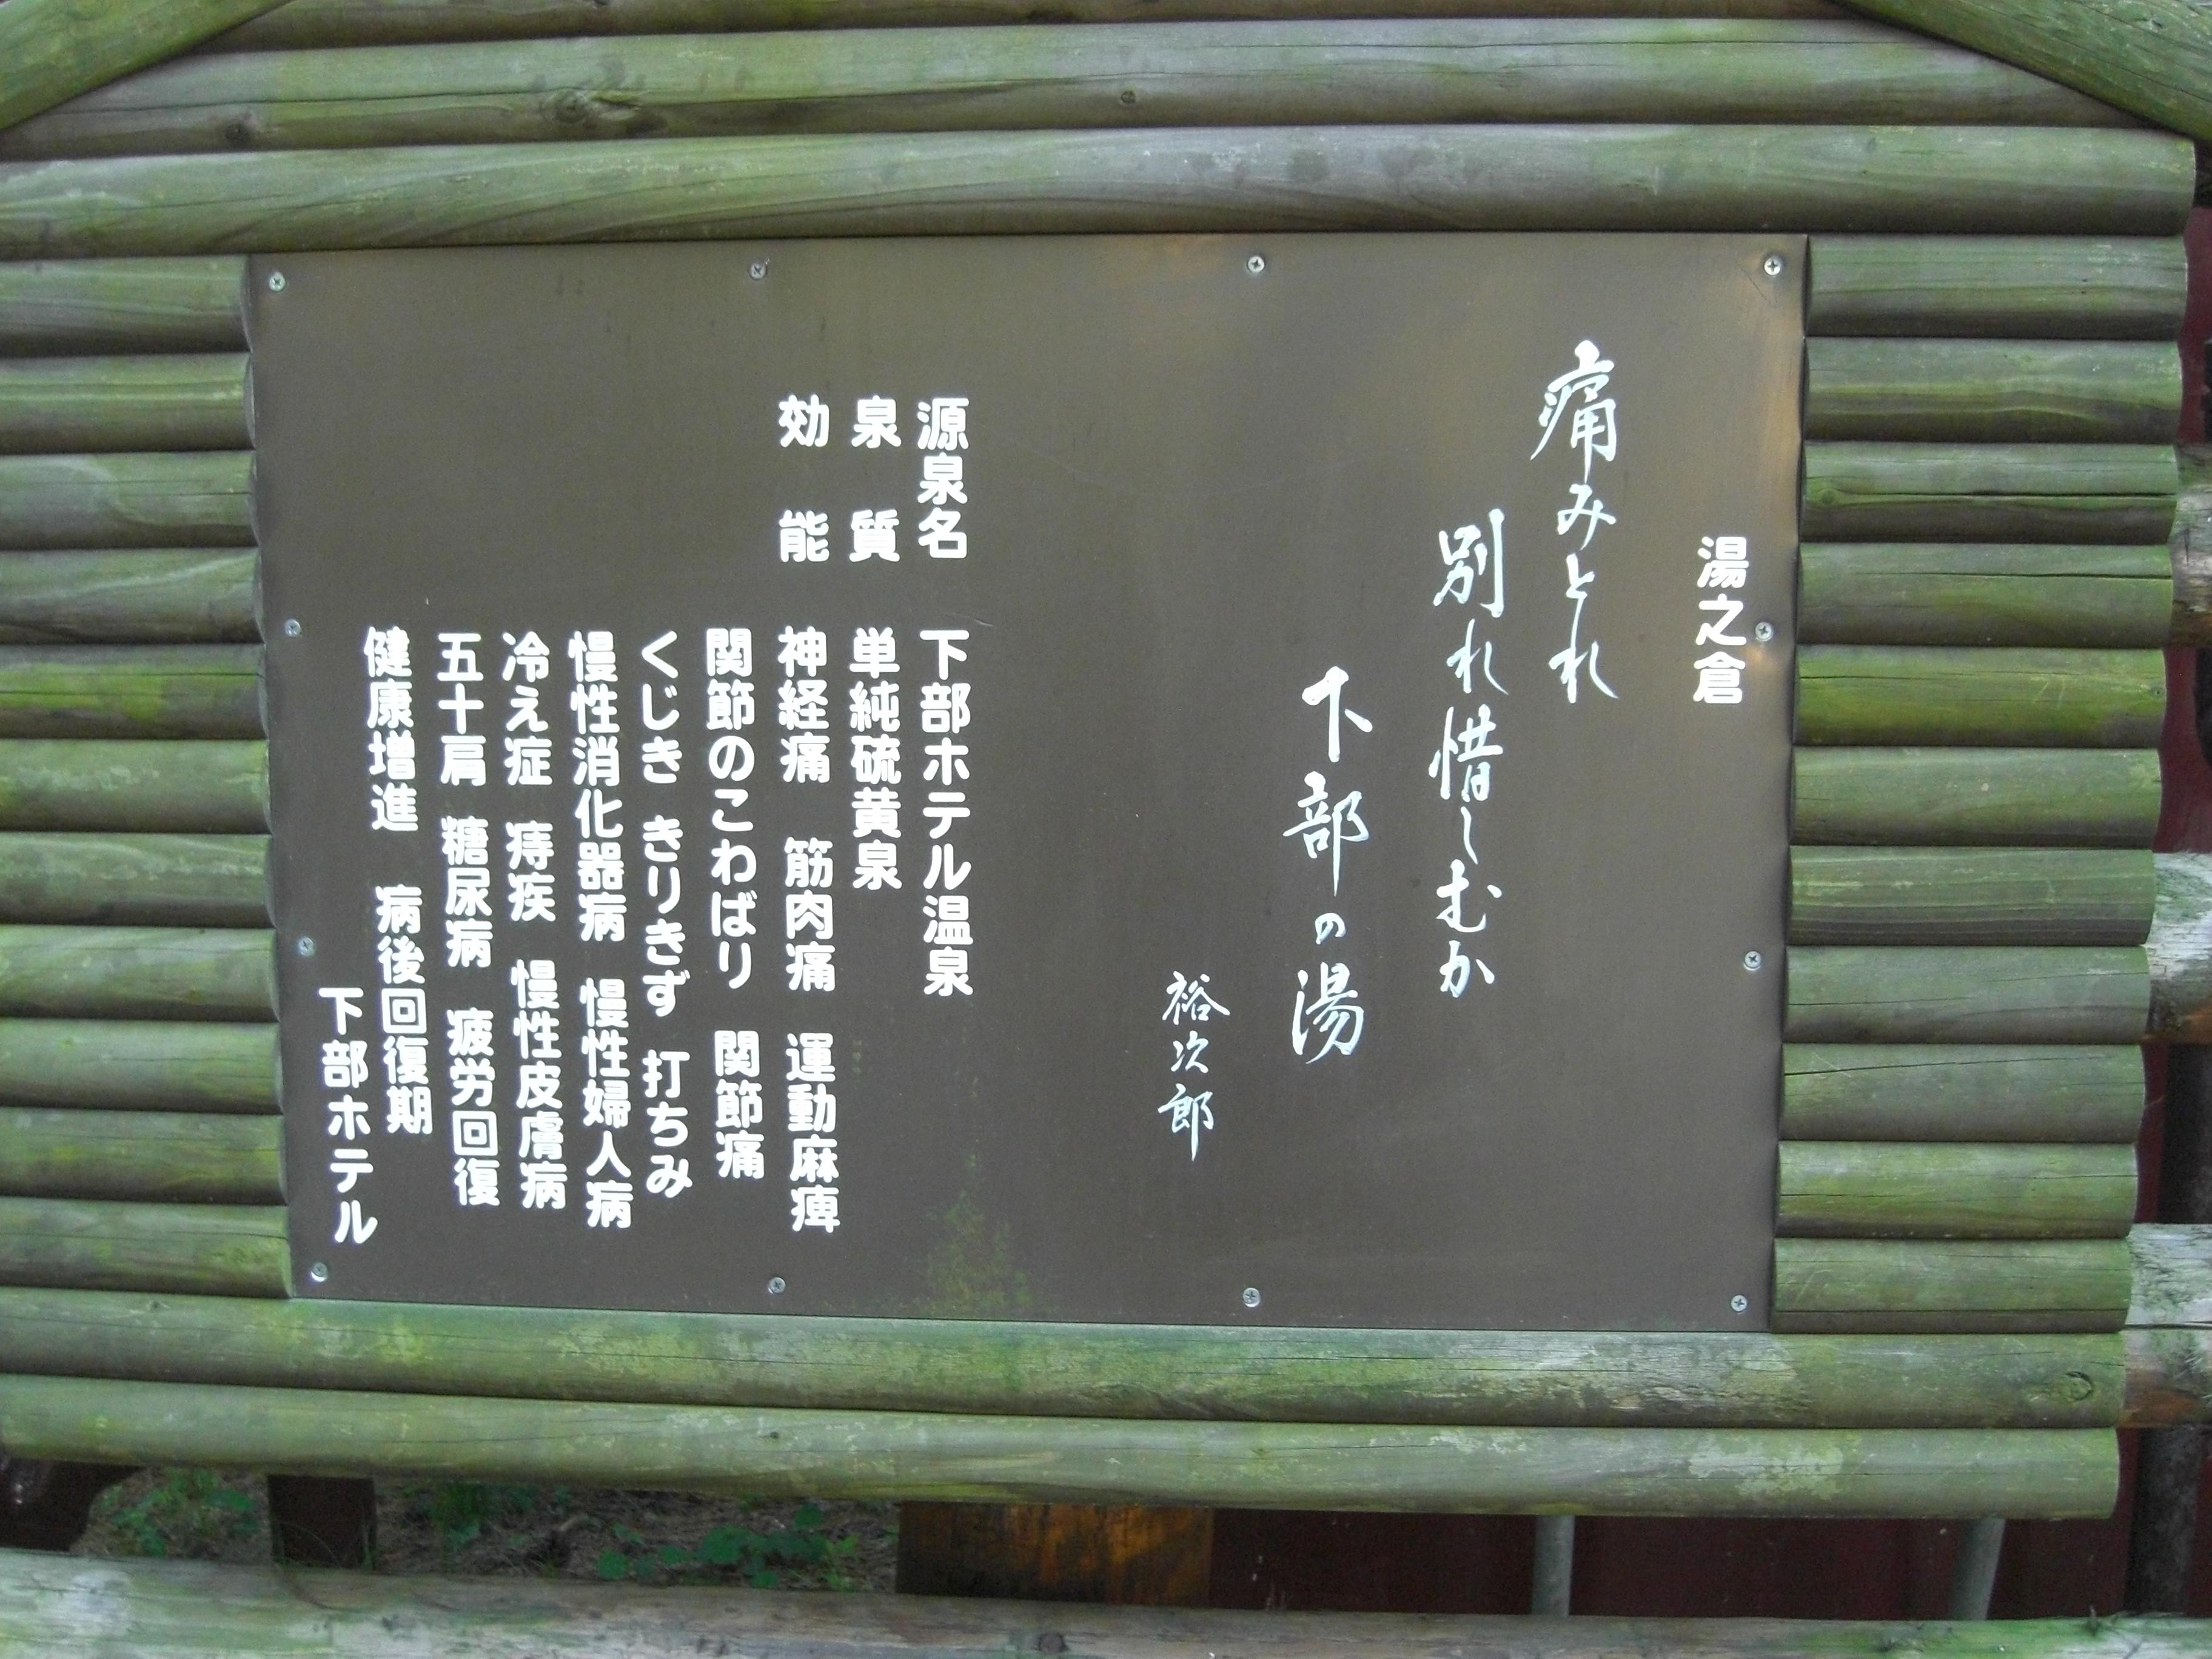 湯之倉
痛みとれ
別れ惜しむか
下部の湯
裕次郎
源泉名 下部ホテル温泉
泉質 単純硫黄泉
効能 神経痛 筋肉痛 運動麻痺
関節のこわばり 関節痛
くじき きりきず 打ちみ
慢性消化器病 慢性婦人病
冷え症 痔疾 慢性皮膚病
五十肩 糖尿病 疲労回復
健康増進 病後回復期
下部ホテル